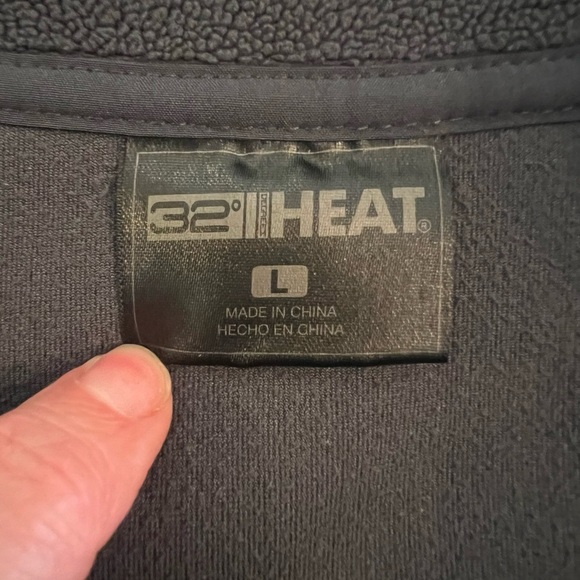 32° HEAT®
L
MADE IN CHINA
HECHO EN CHINA